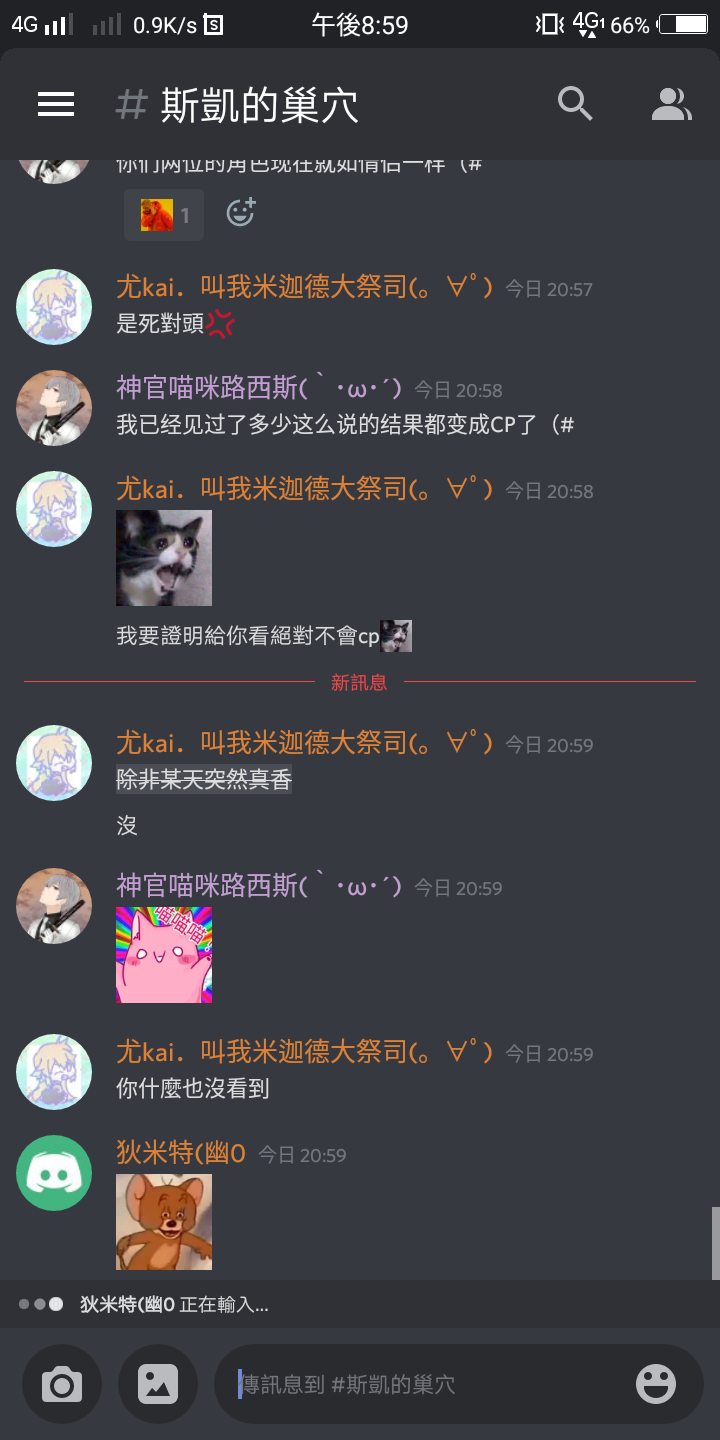 4G 0.9K/s 午後8:59 4G 66%
# 斯凱的巢穴
你们两位的角色现在就如情侣一样（#
1
尤kai．叫我米迦德大祭司(。∀ﾟ) 今日 20:57
是死對頭💢
神官喵咪路西斯(｀・ω・´) 今日 20:58
我已经见过了多少这么说的结果都变成CP了（#
尤kai．叫我米迦德大祭司(。∀ﾟ) 今日 20:58
我要證明給你看絕對不會cp
新訊息
尤kai．叫我米迦德大祭司(。∀ﾟ) 今日 20:59
除非某天突然真香
沒
神官喵咪路西斯(｀・ω・´) 今日 20:59
喵喵喵
尤kai．叫我米迦德大祭司(。∀ﾟ) 今日 20:59
你什麼也沒看到
狄米特(幽0 今日 20:59
狄米特(幽0 正在輸入...
傳訊息到 #斯凱的巢穴